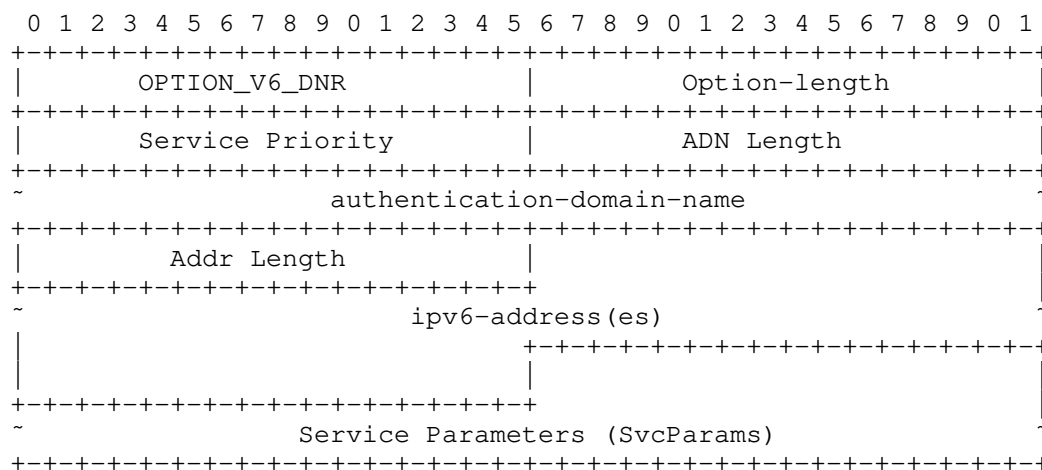 0 1 2 3 4 5 6 7 8 9 0 1 2 3 4 5 6 7 8 9 0 1 2 3 4 5 6 7 8 9 0 1
OPTION_V6_DNR Option-length
Service Priority ADN Length
authentication-domain-name
Addr Length
ipv6-address(es)
Service Parameters (SvcParams)